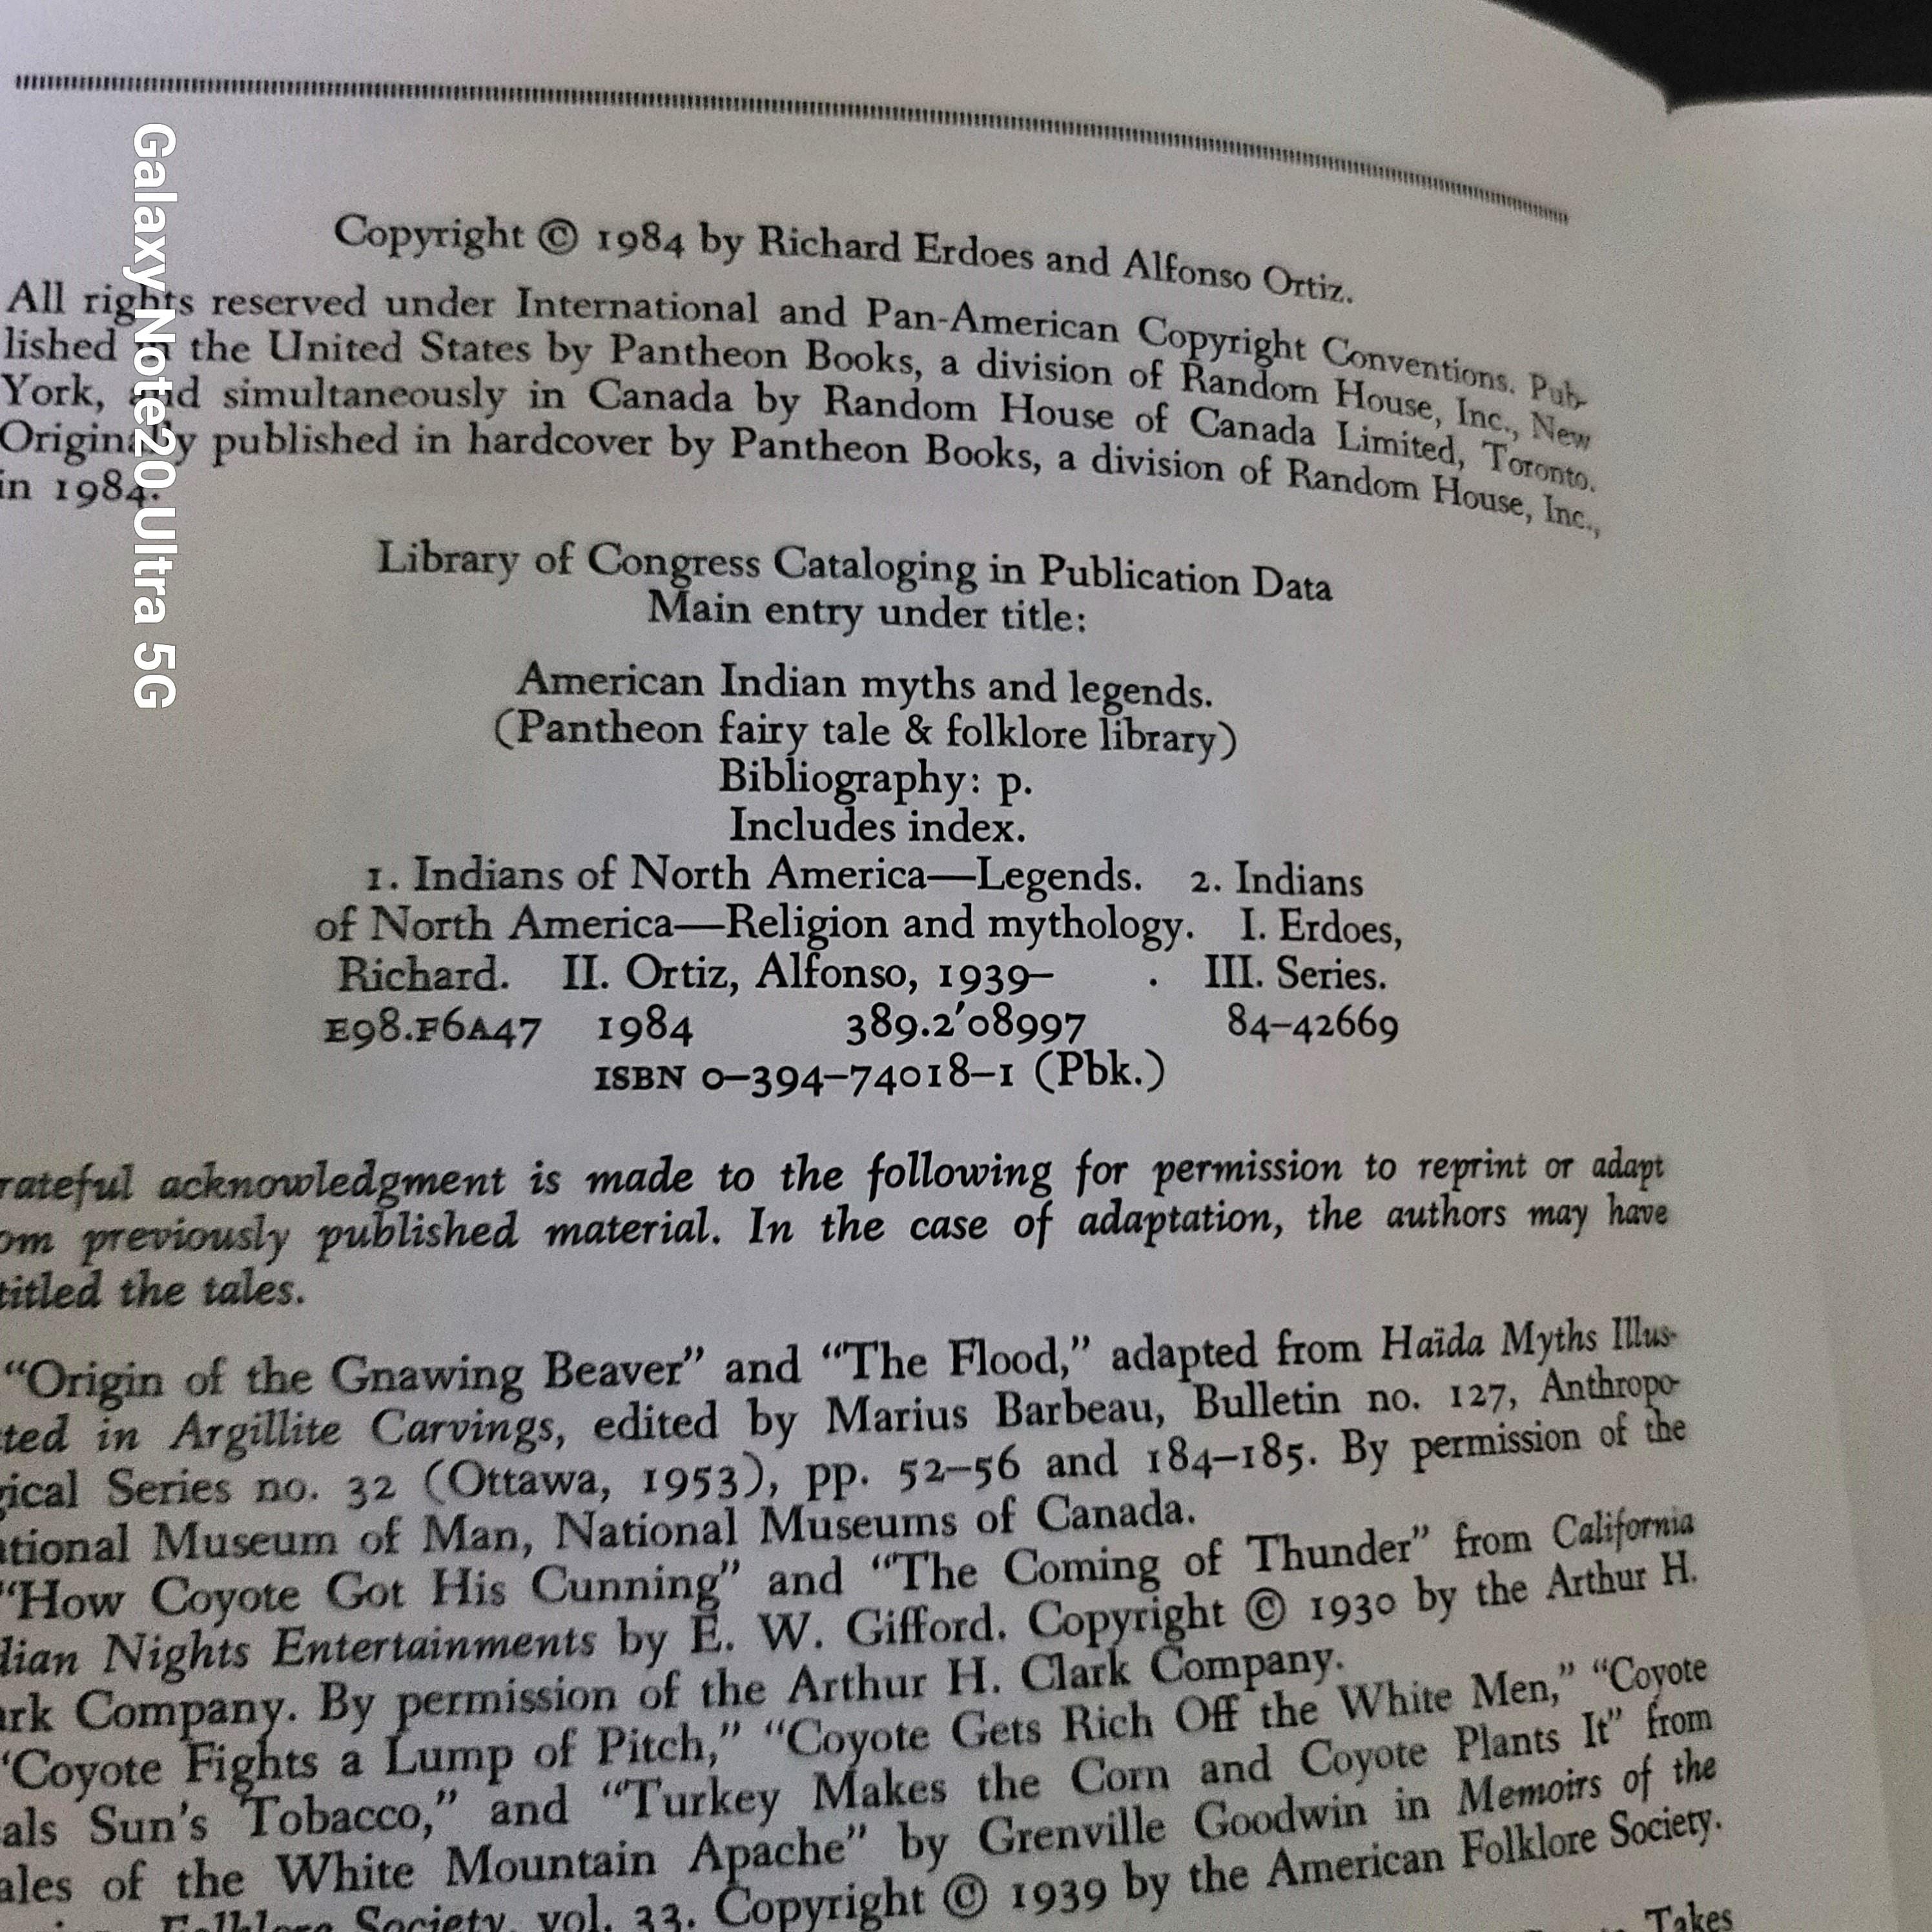 Copyright © 1984 by Richard Erdoes and Alfonso Ortiz.
All rights reserved under International and Pan-American Copyright Conventions. Pub-
lished in the United States by Pantheon Books, a division of Random House, Inc., New
York, and simultaneously in Canada by Random House of Canada Limited, Toronto.
Originally published in hardcover by Pantheon Books, a division of Random House, Inc.,
in 1984.
Library of Congress Cataloging in Publication Data
Main entry under title:
American Indian myths and legends.
(Pantheon fairy tale & folklore library)
Bibliography: p.
Includes index.
1. Indians of North America—Legends. 2. Indians
of North America—Religion and mythology. I. Erdoes,
Richard. II. Ortiz, Alfonso, 1939– . III. Series.
E98.F6A47 1984 389.2'08997 84–42669
ISBN 0–394–74018–1 (Pbk.)
rateful acknowledgment is made to the following for permission to reprint or adapt
om previously published material. In the case of adaptation, the authors may have
titled the tales.
“Origin of the Gnawing Beaver” and “The Flood,” adapted from Haïda Myths Illus-
ted in Argillite Carvings, edited by Marius Barbeau, Bulletin no. 127, Anthropo-
gical Series no. 32 (Ottawa, 1953), pp. 52–56 and 184–185. By permission of the
ational Museum of Man, National Museums of Canada.
“How Coyote Got His Cunning” and “The Coming of Thunder” from California
dian Nights Entertainments by E. W. Gifford. Copyright © 1930 by the Arthur H.
ark Company. By permission of the Arthur H. Clark Company.
“Coyote Fights a Lump of Pitch,” “Coyote Gets Rich Off the White Men,” “Coyote
als Sun's Tobacco,” and “Turkey Makes the Corn and Coyote Plants It” from
ales of the White Mountain Apache” by Grenville Goodwin in Memoirs of the
Folklore Society, vol. 33. Copyright © 1939 by the American Folklore Society.
Takes
Galaxy Note20 Ultra 5G